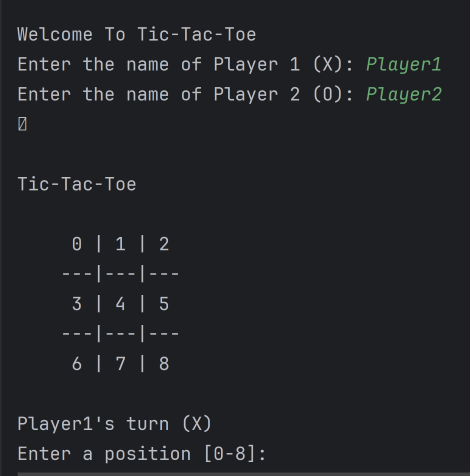 Welcome To Tic-Tac-Toe
Enter the name of Player 1 (X): Player1
Enter the name of Player 2 (O): Player2
Tic-Tac-Toe
0 | 1 | 2
---|---|---
3 | 4 | 5
---|---|---
6 | 7 | 8
Player1's turn (X)
Enter a position [0-8]: